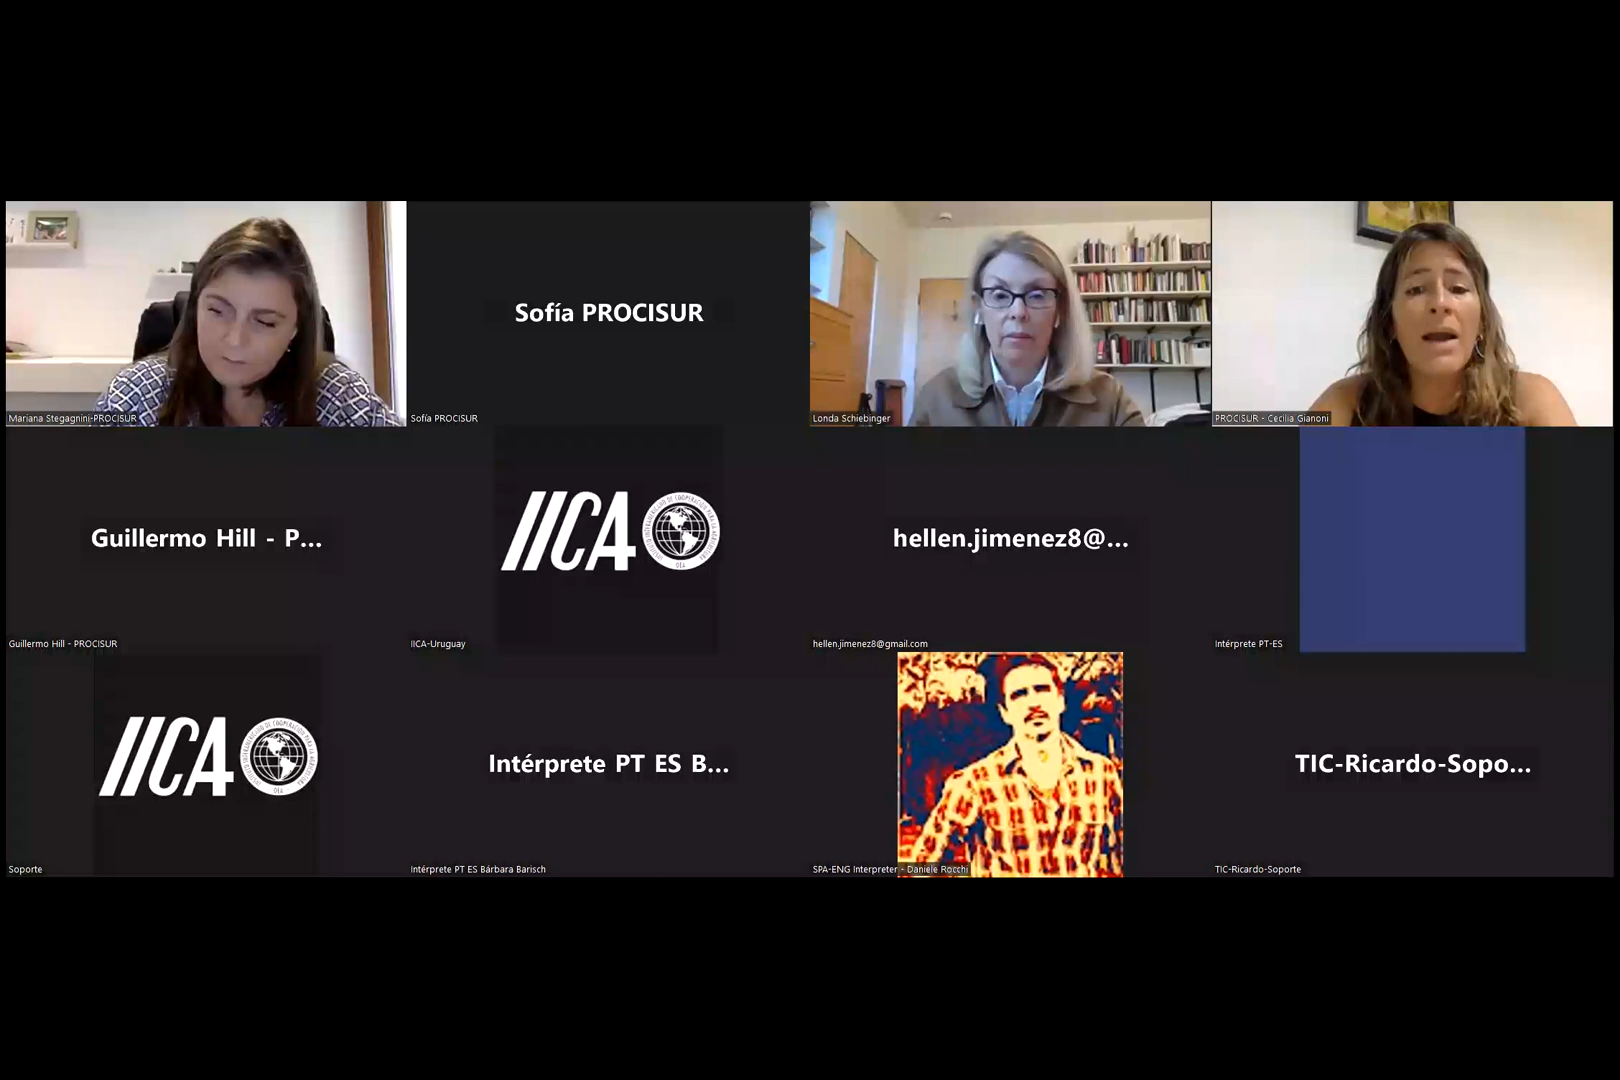 Mariana Stegagnini-PROCISUR
Sofía PROCISUR
Sofía PROCISUR
Londa Schiebinger
PROCISUR - Cecilia Gianoni
Guillermo Hill - P...
Guillermo Hill - PROCISUR
IICA
IICA-Uruguay
hellen.jimenez8@...
hellen.jimenez8@gmail.com
Intérprete PT-ES
IICA
Soporte
Intérprete PT ES B...
Intérprete PT ES Bárbara Barisch
SPA-ENG Interpreter - Daniele Rocchi
TIC-Ricardo-Sopo...
TIC-Ricardo-Soporte